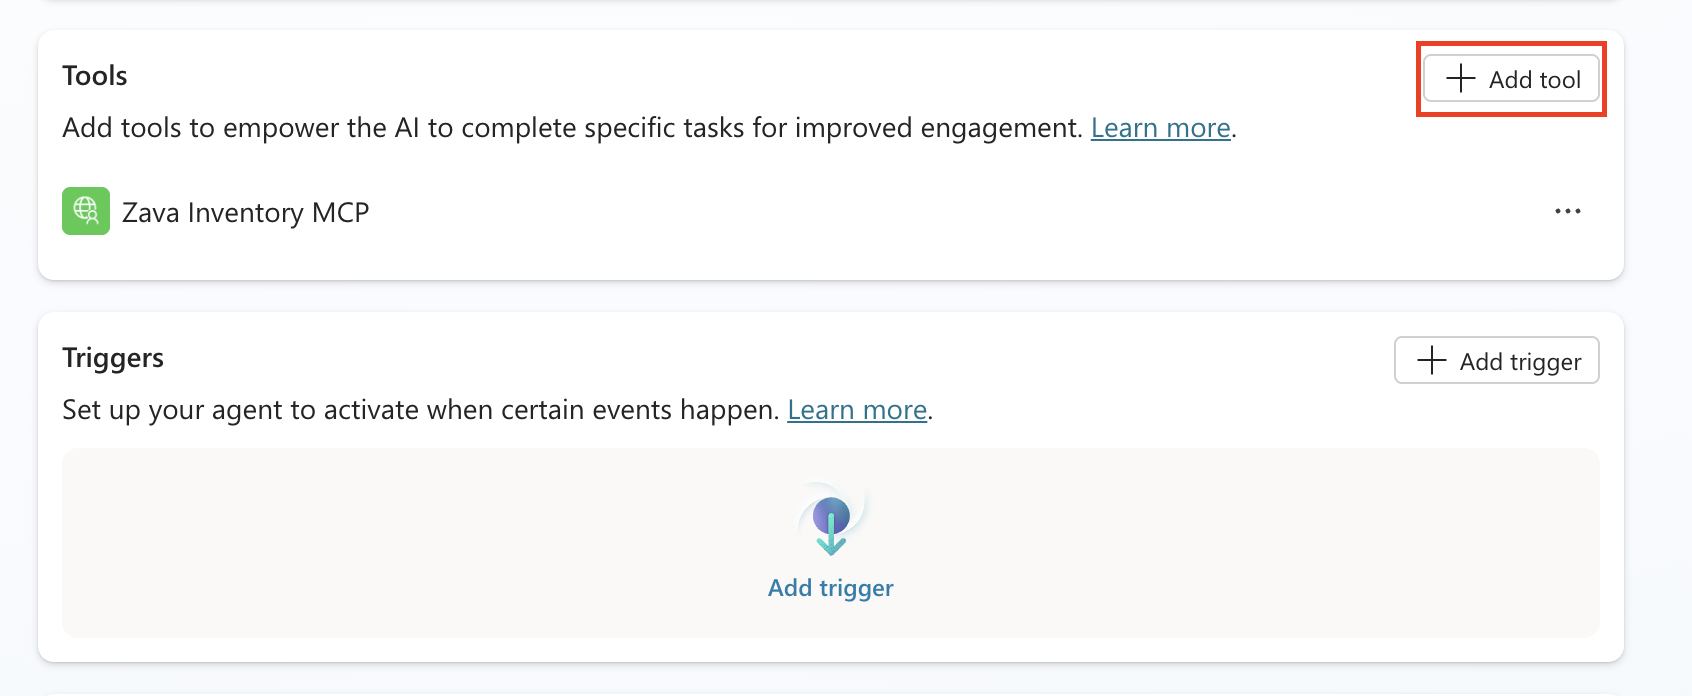 Tools
Add tool
Add tools to empower the AI to complete specific tasks for improved engagement. Learn more.
Zava Inventory MCP
Triggers
Add trigger
Set up your agent to activate when certain events happen. Learn more.
Add trigger